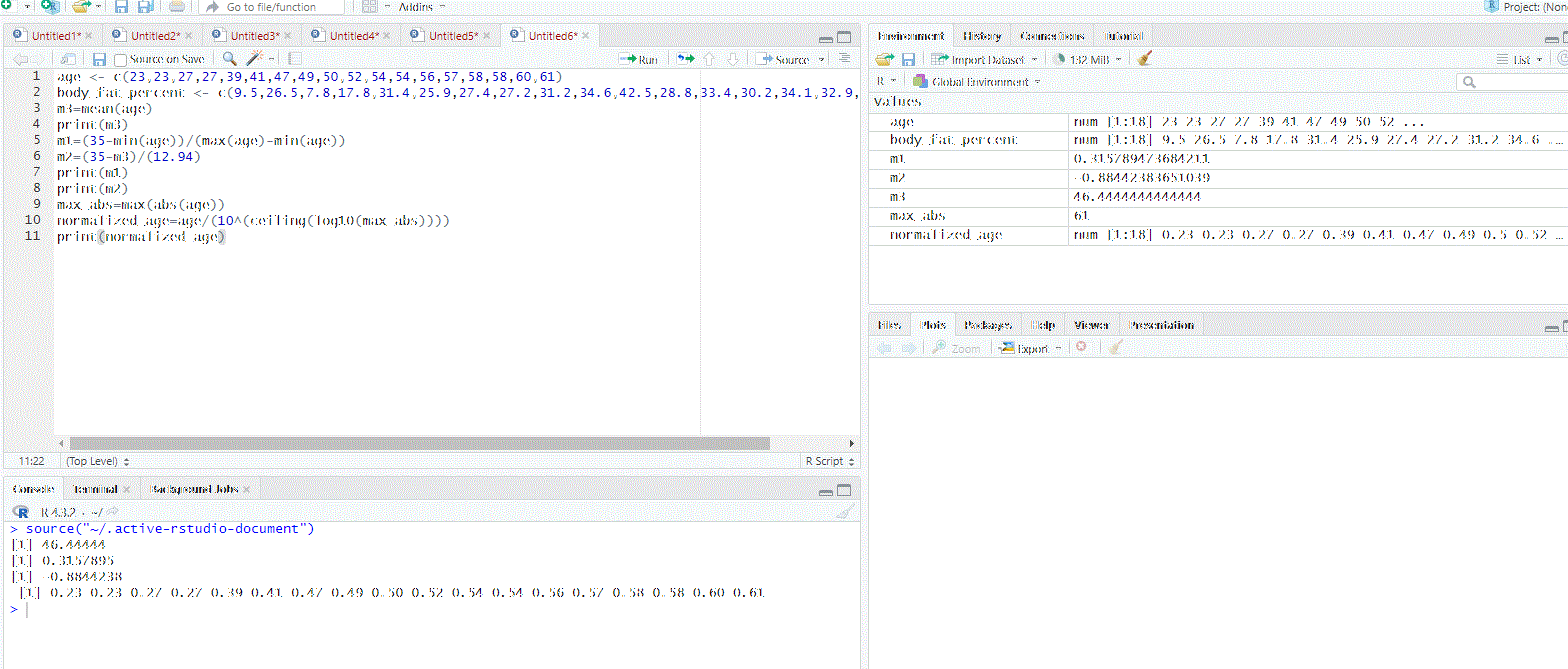 Go to file/function Addins Project: (Non
Untitled1* Untitled2* Untitled3* Untitled4* Untitled5* Untitled6*
Source on Save Run Source
1 age <- c(23,23,27,27,39,41,47,49,50,52,54,54,56,57,58,58,60,61)
2 body_fat_percent <- c(9.5,26.5,7.8,17.8,31.4,25.9,27.4,27.2,31.2,34.6,42.5,28.8,33.4,30.2,34.1,32.9,
3 m3=mean(age)
4 print(m3)
5 m1=(35-min(age))/(max(age)-min(age))
6 m2=(35-m3)/(12.94)
7 print(m1)
8 print(m2)
9 max_abs=max(abs(age))
10 normalized_age=age/(10^(ceiling(log10(max_abs))))
11 print(normalized_age)
11:22 (Top Level) R Script
Console Terminal Background Jobs
R 4.3.2 . ~/
> source("~/.active-rstudio-document")
[1] 46.44444
[1] 0.3157895
[1] -0.8844238
[1] 0.23 0.23 0.27 0.27 0.39 0.41 0.47 0.49 0.50 0.52 0.54 0.54 0.56 0.57 0.58 0.58 0.60 0.61
>
Environment History Connections Tutorial
Import Dataset 132 MiB List
R Global Environment
Values
age num [1:18] 23 23 27 27 39 41 47 49 50 52 ...
body_fat_percent num [1:18] 9.5 26.5 7.8 17.8 31.4 25.9 27.4 27.2 31.2 34.6 ...
m1 0.315789473684211
m2 -0.88442383651039
m3 46.4444444444444
max_abs 61
normalized_age num [1:18] 0.23 0.23 0.27 0.27 0.39 0.41 0.47 0.49 0.5 0.52 ...
Files Plots Packages Help Viewer Presentation
Zoom Export